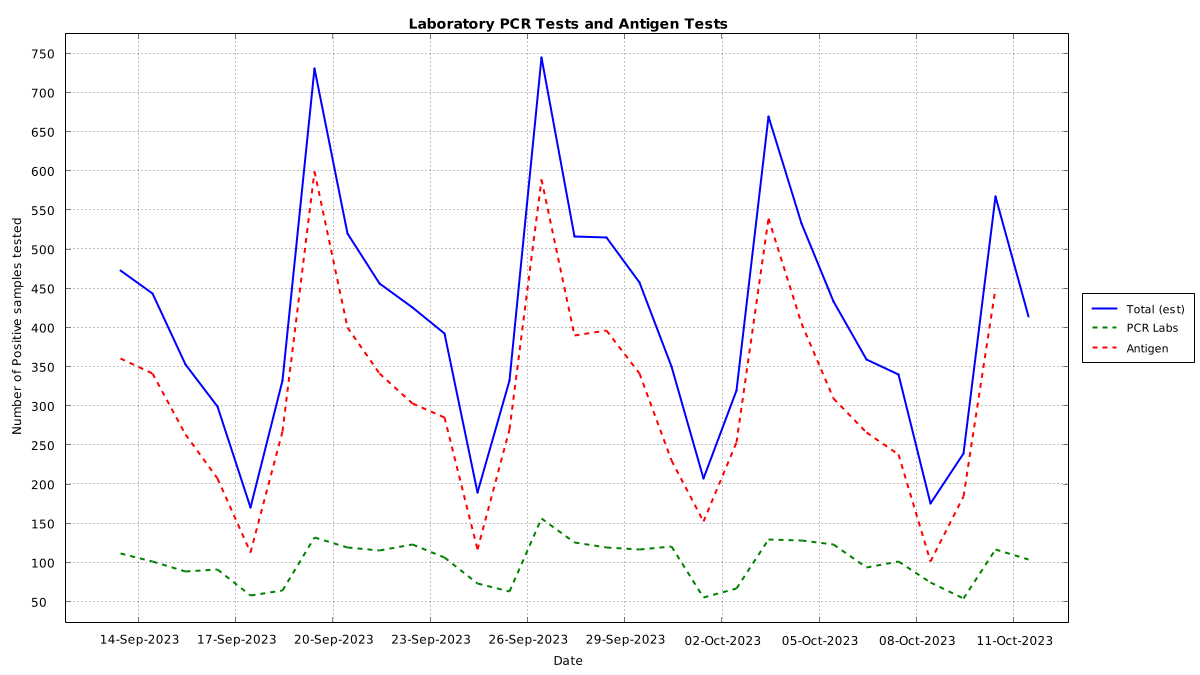 Laboratory PCR Tests and Antigen Tests
750
700
650
600
550
500
450
400
350
300
250
200
150
100
50
Number of Positive samples tested
14-Sep-2023 17-Sep-2023 20-Sep-2023 23-Sep-2023 26-Sep-2023 29-Sep-2023 02-Oct-2023 05-Oct-2023 08-Oct-2023 11-Oct-2023
Date
Total (est)
PCR Labs
Antigen